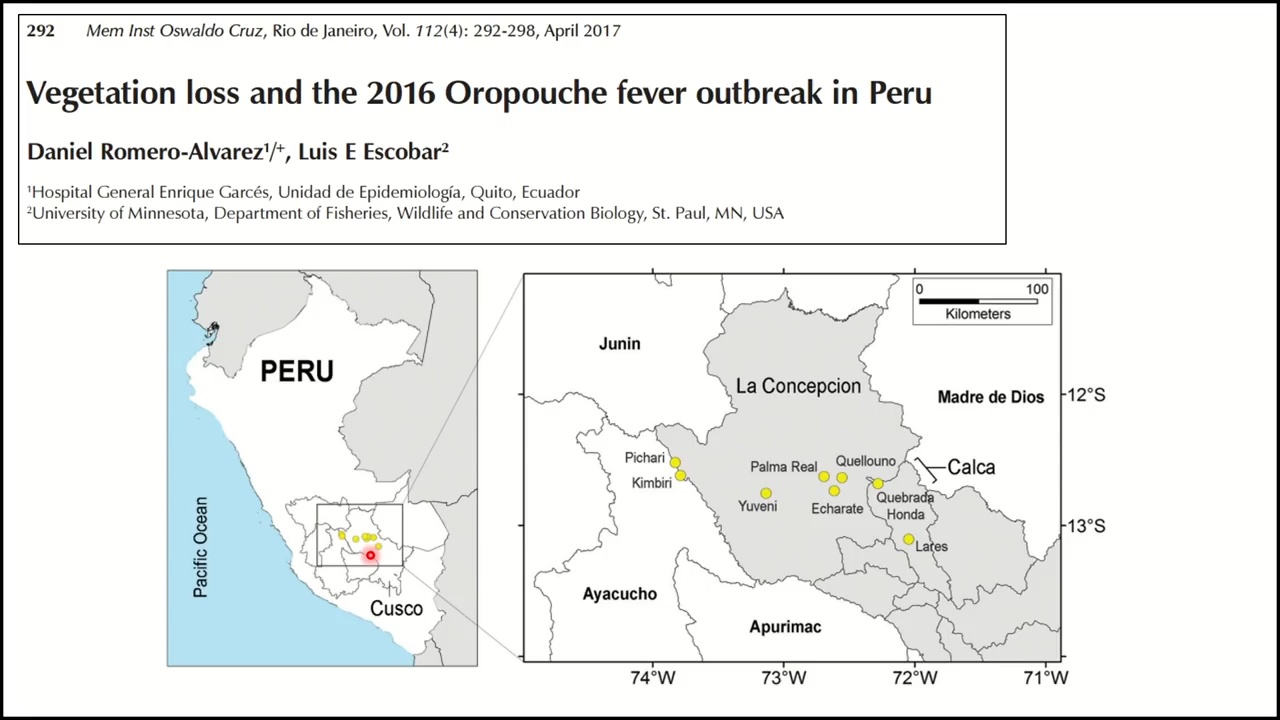 292 Mem Inst Oswaldo Cruz, Rio de Janeiro, Vol. 112(4): 292-298, April 2017
Vegetation loss and the 2016 Oropouche fever outbreak in Peru
Daniel Romero-Alvarez¹/⁺, Luis E Escobar²
¹Hospital General Enrique Garcés, Unidad de Epidemiología, Quito, Ecuador
²University of Minnesota, Department of Fisheries, Wildlife and Conservation Biology, St. Paul, MN, USA
PERU
Pacific Ocean
Cusco
0 100
Kilometers
Junin
La Concepcion
Madre de Dios
12°S
Pichari
Kimbiri
Palma Real
Quellouno
Calca
Yuveni
Echarate
Quebrada
Honda
13°S
Lares
Ayacucho
Apurimac
74°W 73°W 72°W 71°W